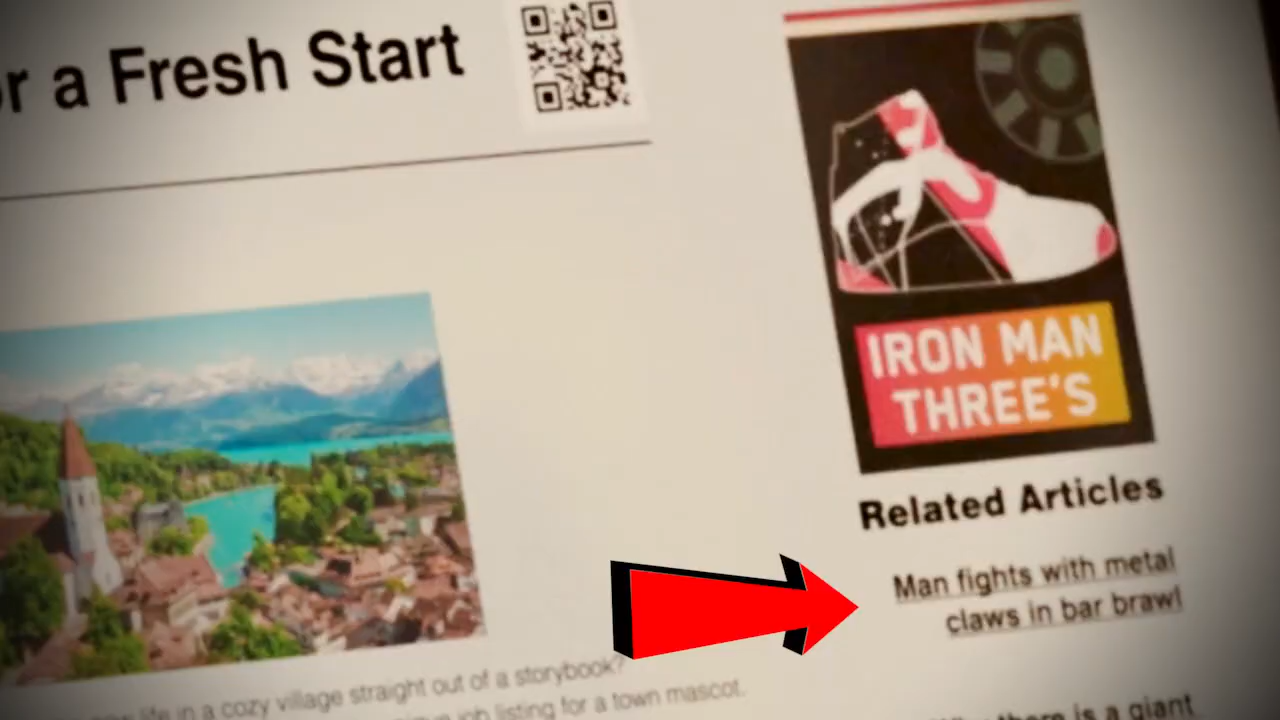 r a Fresh Start
IRON MAN
THREE'S
Related Articles
Man fights with metal
claws in bar brawl
life in a cozy village straight out of a storybook?
job listing for a town mascot.
there is a giant